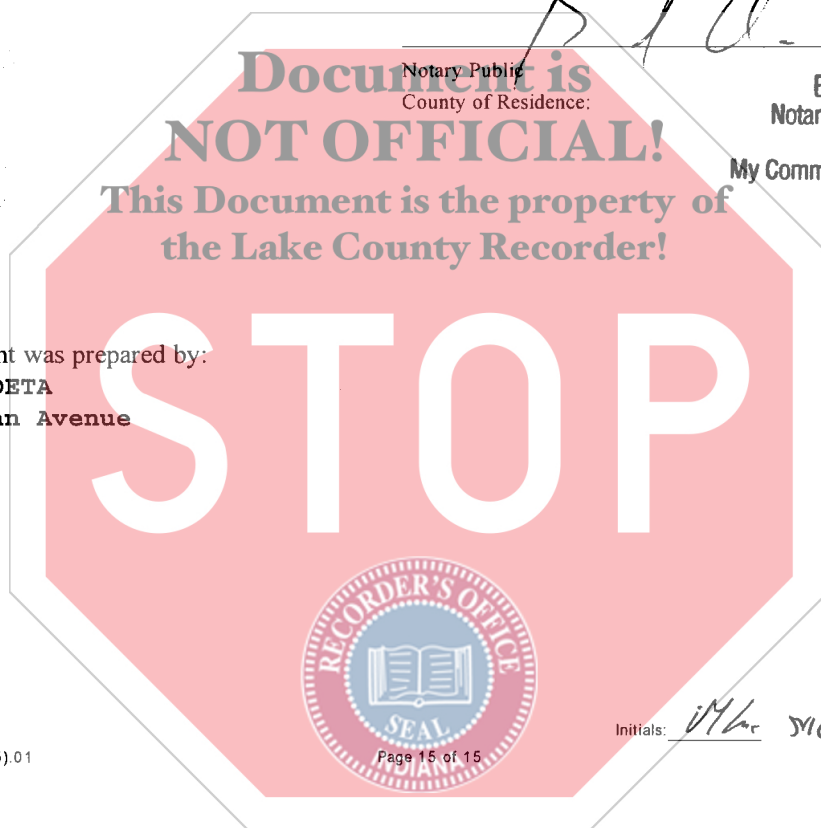 Document is
Notary Public
County of Residence:
NOT OFFICIAL!
Notar
My Comm
This Document is the property of
the Lake County Recorder!
nt was prepared by:
DETA
an Avenue
STOP
RECORDER'S OFFICE
SEAL
INDIANA
Initials:
).01
Page 15 of 15